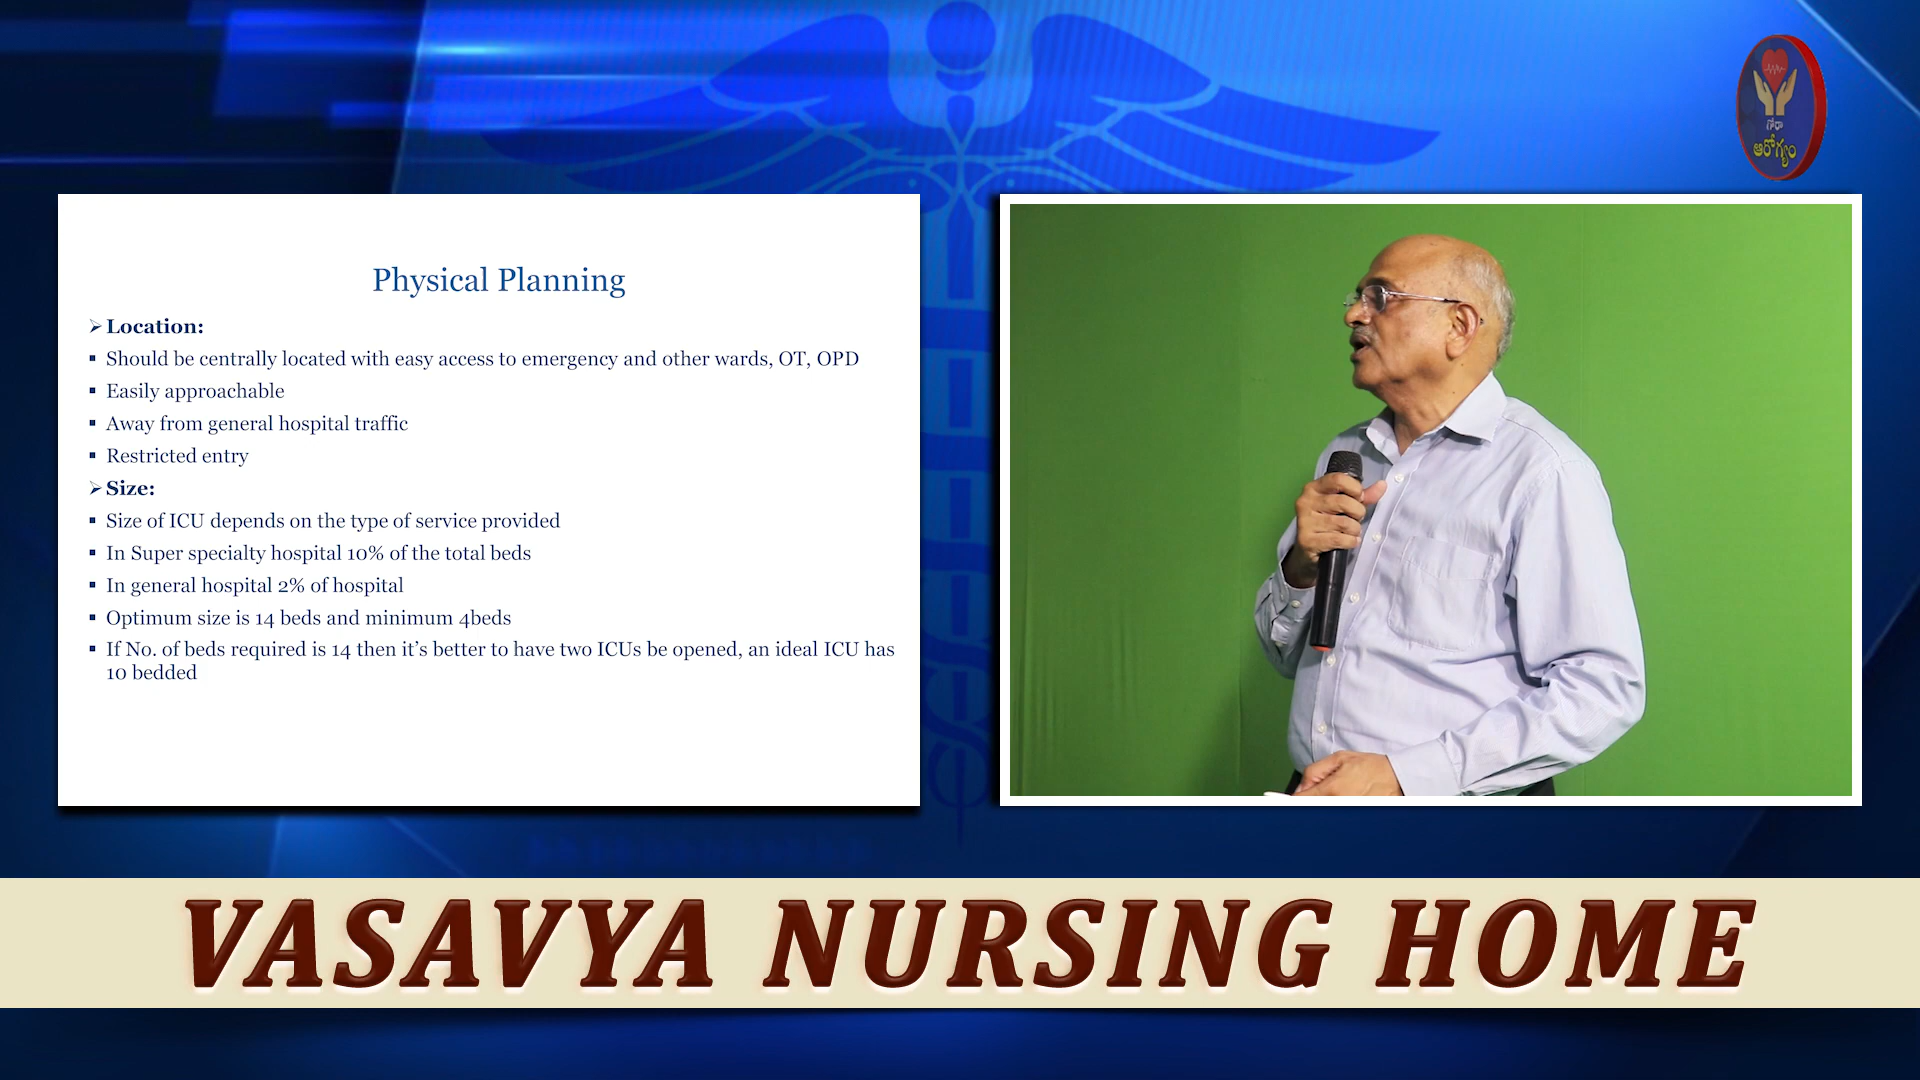 గోరా
ఆరోగ్యం
Physical Planning
Location:
Should be centrally located with easy access to emergency and other wards, OT, OPD
Easily approachable
Away from general hospital traffic
Restricted entry
Size:
Size of ICU depends on the type of service provided
In Super specialty hospital 10% of the total beds
In general hospital 2% of hospital
Optimum size is 14 beds and minimum 4beds
If No. of beds required is 14 then it’s better to have two ICUs be opened, an ideal ICU has
10 bedded
VASAVYA NURSING HOME